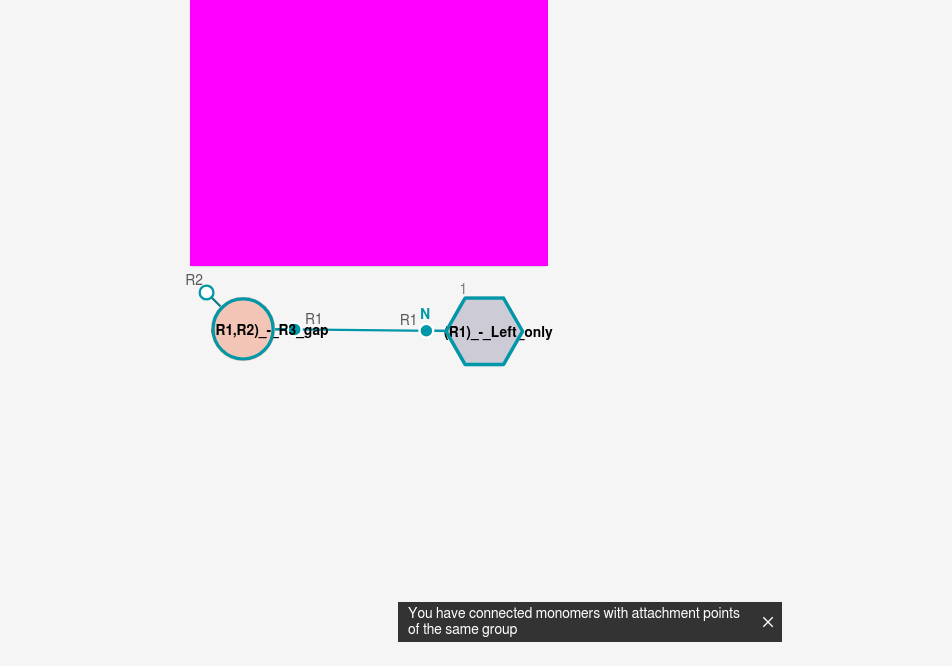 R2
R1
R1,R2)_-_R3_gap
R1
N
1
(R1)_-_Left_only
You have connected monomers with attachment points
of the same group